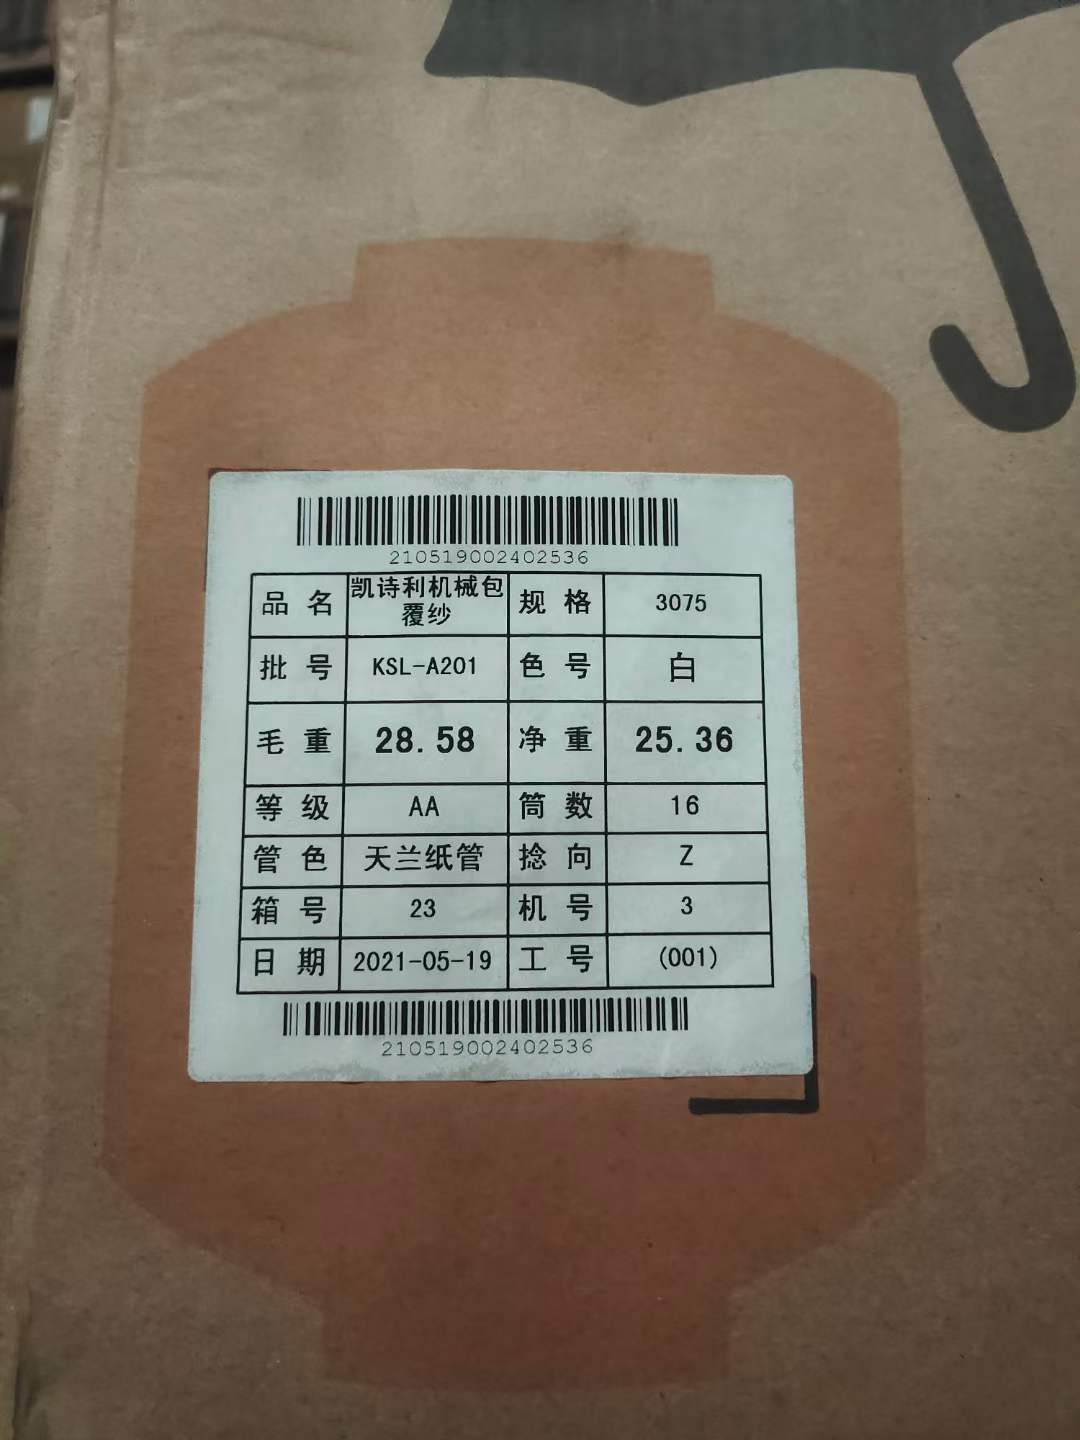 210519002402536
品 名 凯诗利机械包覆纱 规 格 3075
批 号 KSL-A201 色 号 白
毛 重 28.58 净 重 25.36
等 级 AA 筒 数 16
管 色 天兰纸管 捻 向 Z
箱 号 23 机 号 3
日 期 2021-05-19 工 号 (001)
210519002402536